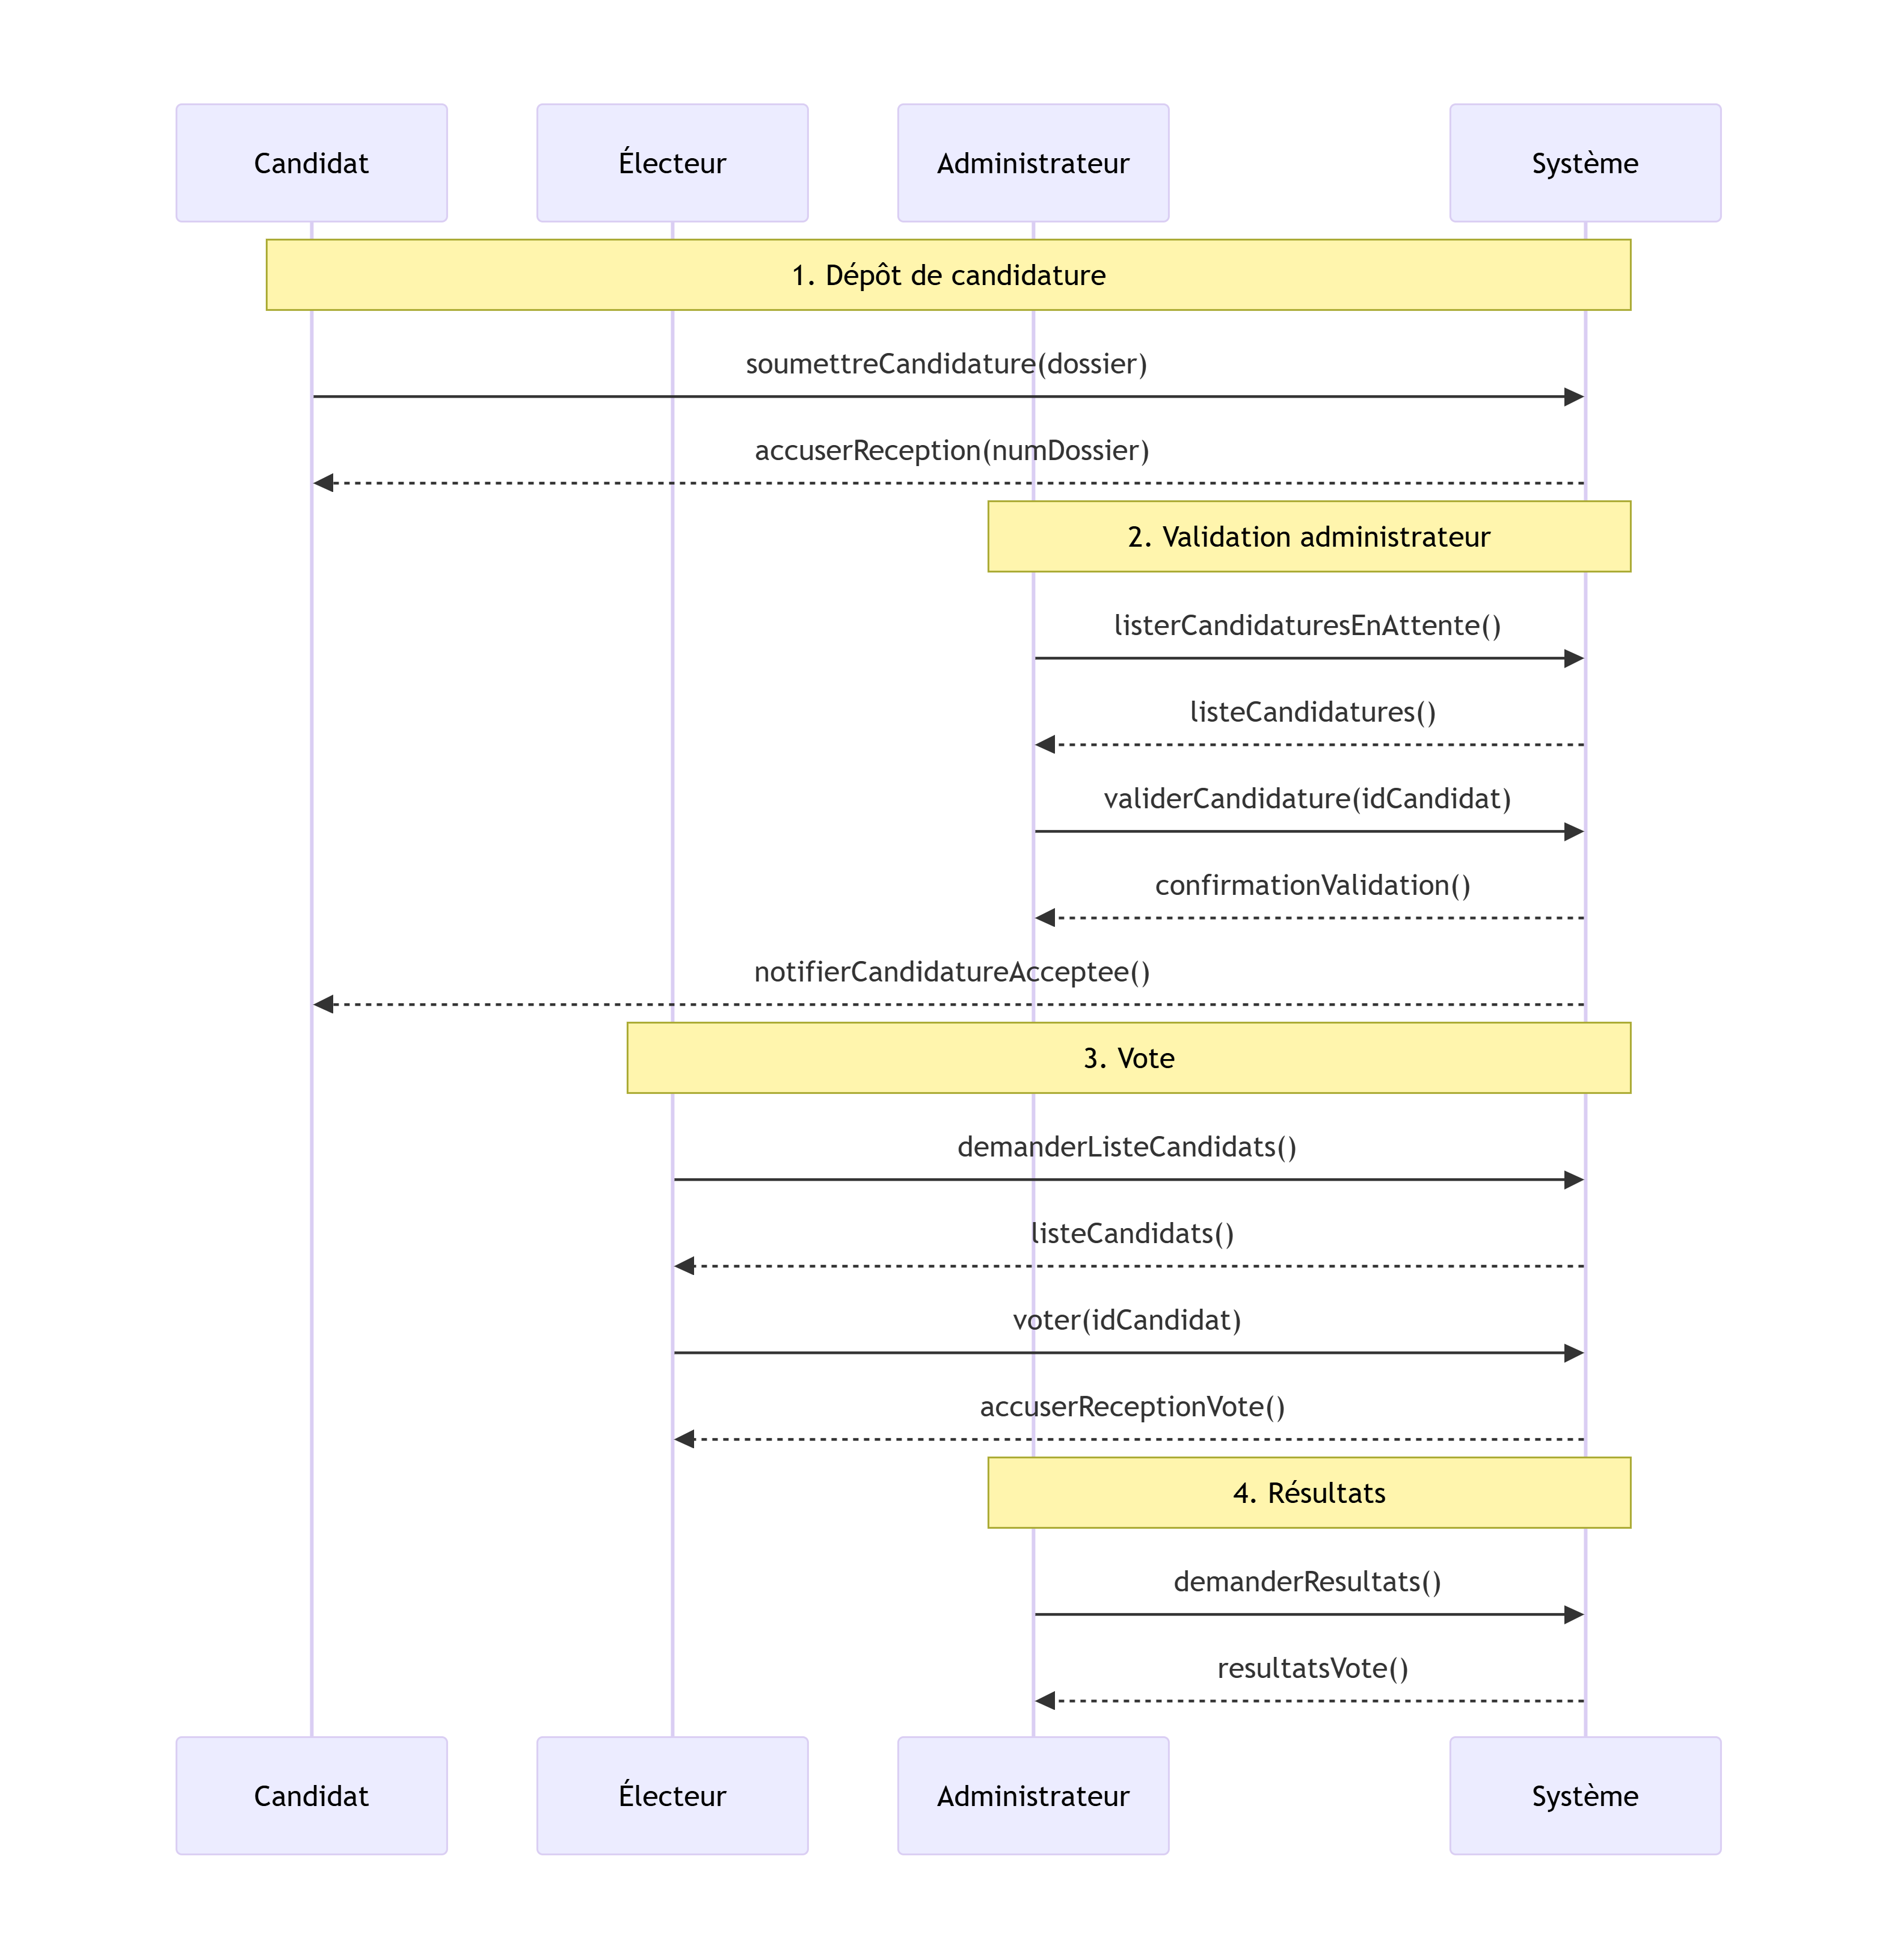 Candidat
Électeur
Administrateur
Système
1. Dépôt de candidature
soumettreCandidature(dossier)
accuserReception(numDossier)
2. Validation administrateur
listerCandidaturesEnAttente()
listeCandidatures()
validerCandidature(idCandidat)
confirmationValidation()
notifierCandidatureAcceptee()
3. Vote
demanderListeCandidats()
listeCandidats()
voter(idCandidat)
accuserReceptionVote()
4. Résultats
demanderResultats()
resultatsVote()
Candidat
Électeur
Administrateur
Système